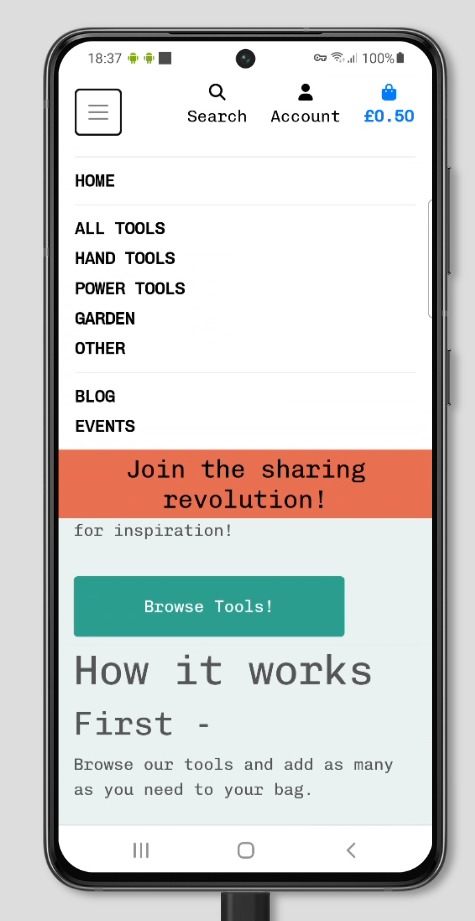 18:37 100%
Search Account £0.50
HOME
ALL TOOLS
HAND TOOLS
POWER TOOLS
GARDEN
OTHER
BLOG
EVENTS
Join the sharing
revolution!
for inspiration!
Browse Tools!
How it works
First -
Browse our tools and add as many
as you need to your bag.